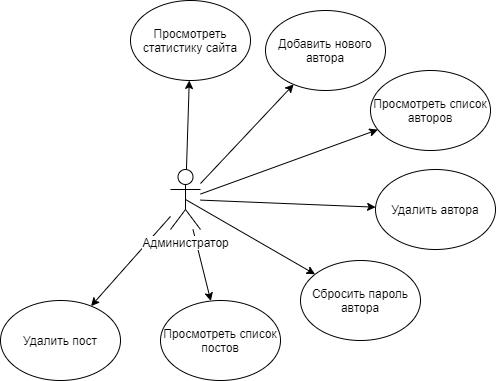 Просмотреть
статистику сайта
Добавить нового
автора
Просмотреть список
авторов
Удалить автора
Администратор
Сбросить пароль
автора
Просмотреть список
постов
Удалить пост